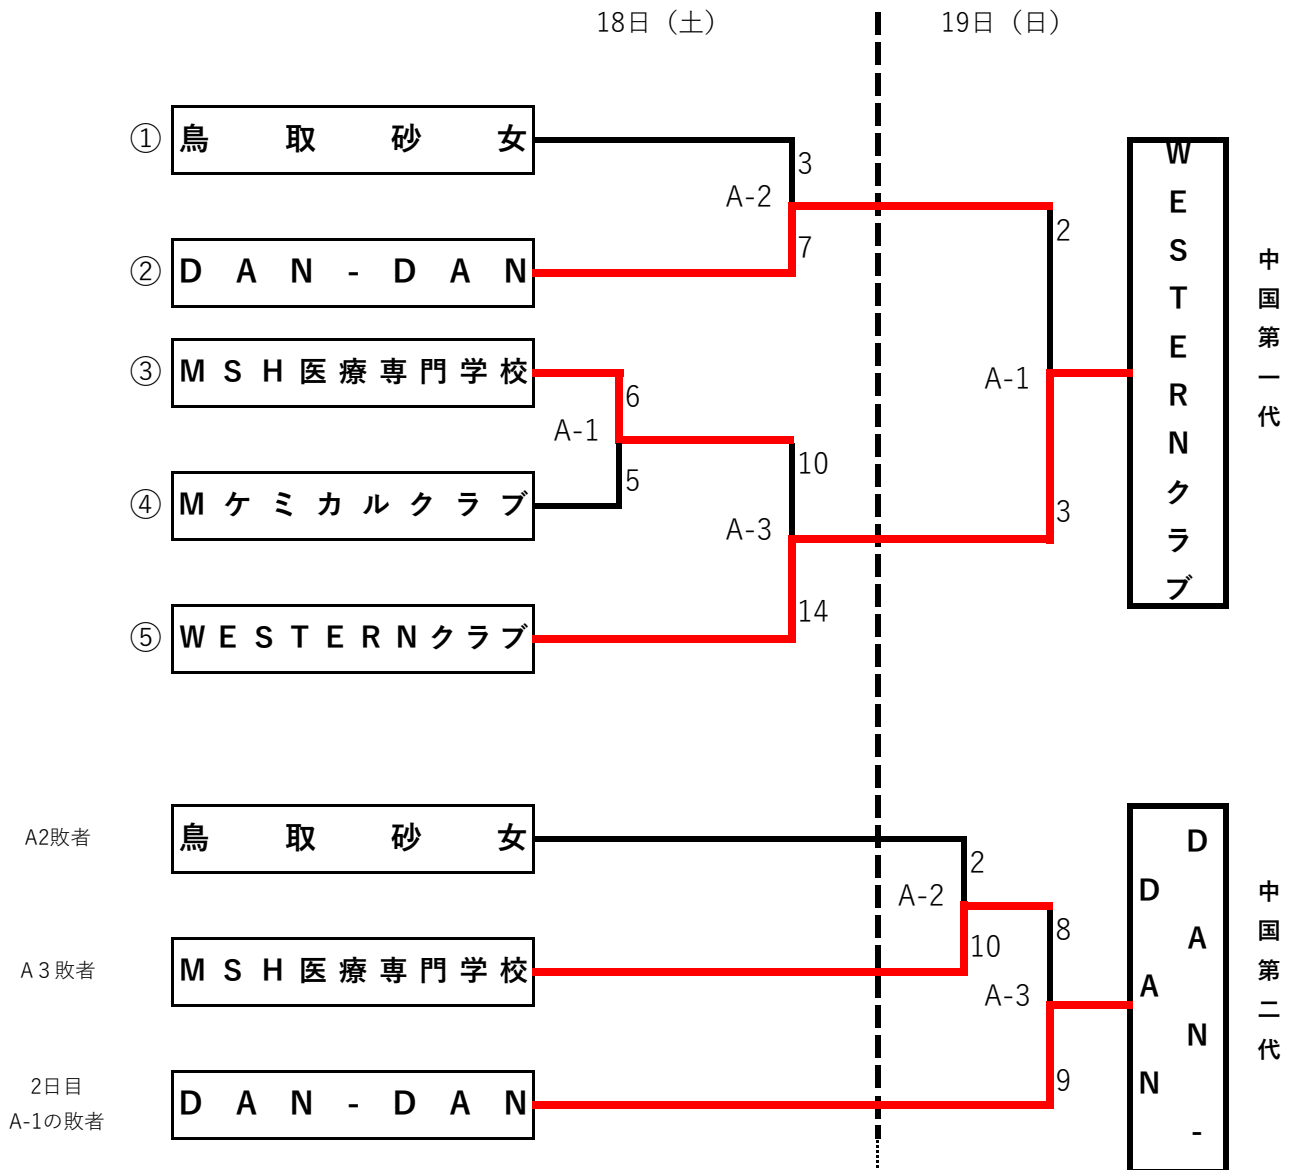 18日（土）
19日（日）
① 鳥取砂女
3
A-2
7
② DAN-DAN
③ MSH医療専門学校
6
A-1
5
④ Mケミカルクラブ
10
A-3
14
⑤ WESTERNクラブ
2
A-1
3
WESTERNクラブ
中国第一代
A2敗者
鳥取砂女
2
A-2
10
A３敗者
MSH医療専門学校
8
A-3
9
2日目
A-1の敗者
DAN-DAN
DAN-
DAN
中国第二代